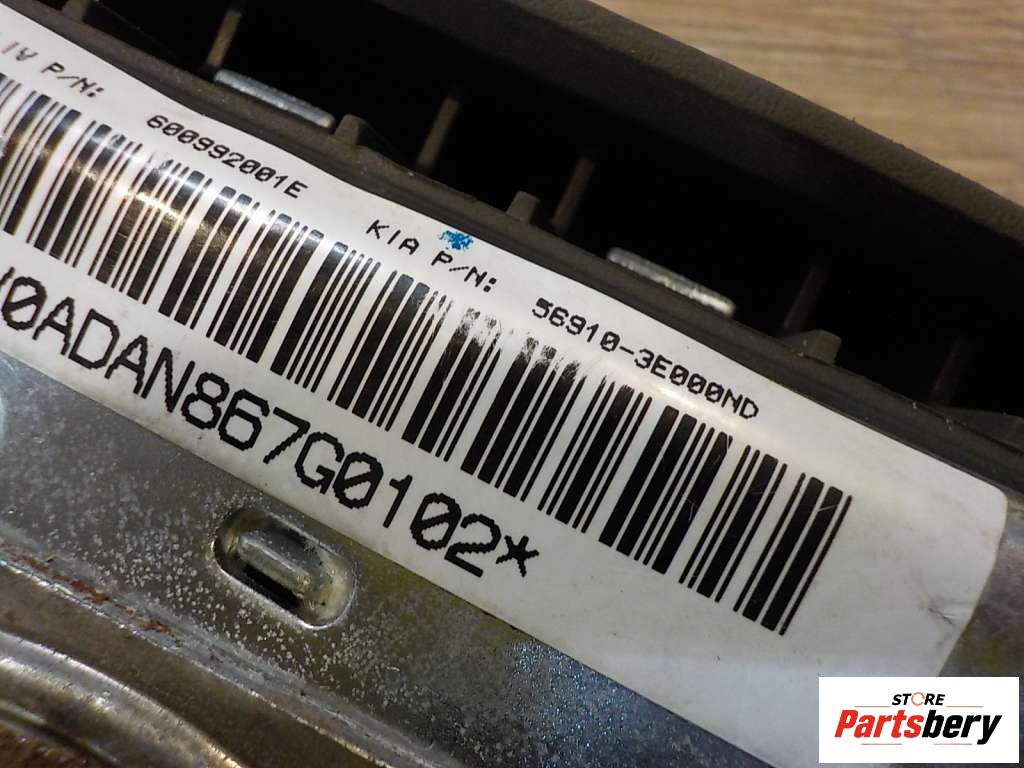 P/N: 600992001E KIA P/N: 56910-3E000ND
0ADAN867G0102*
STORE
Partsbery